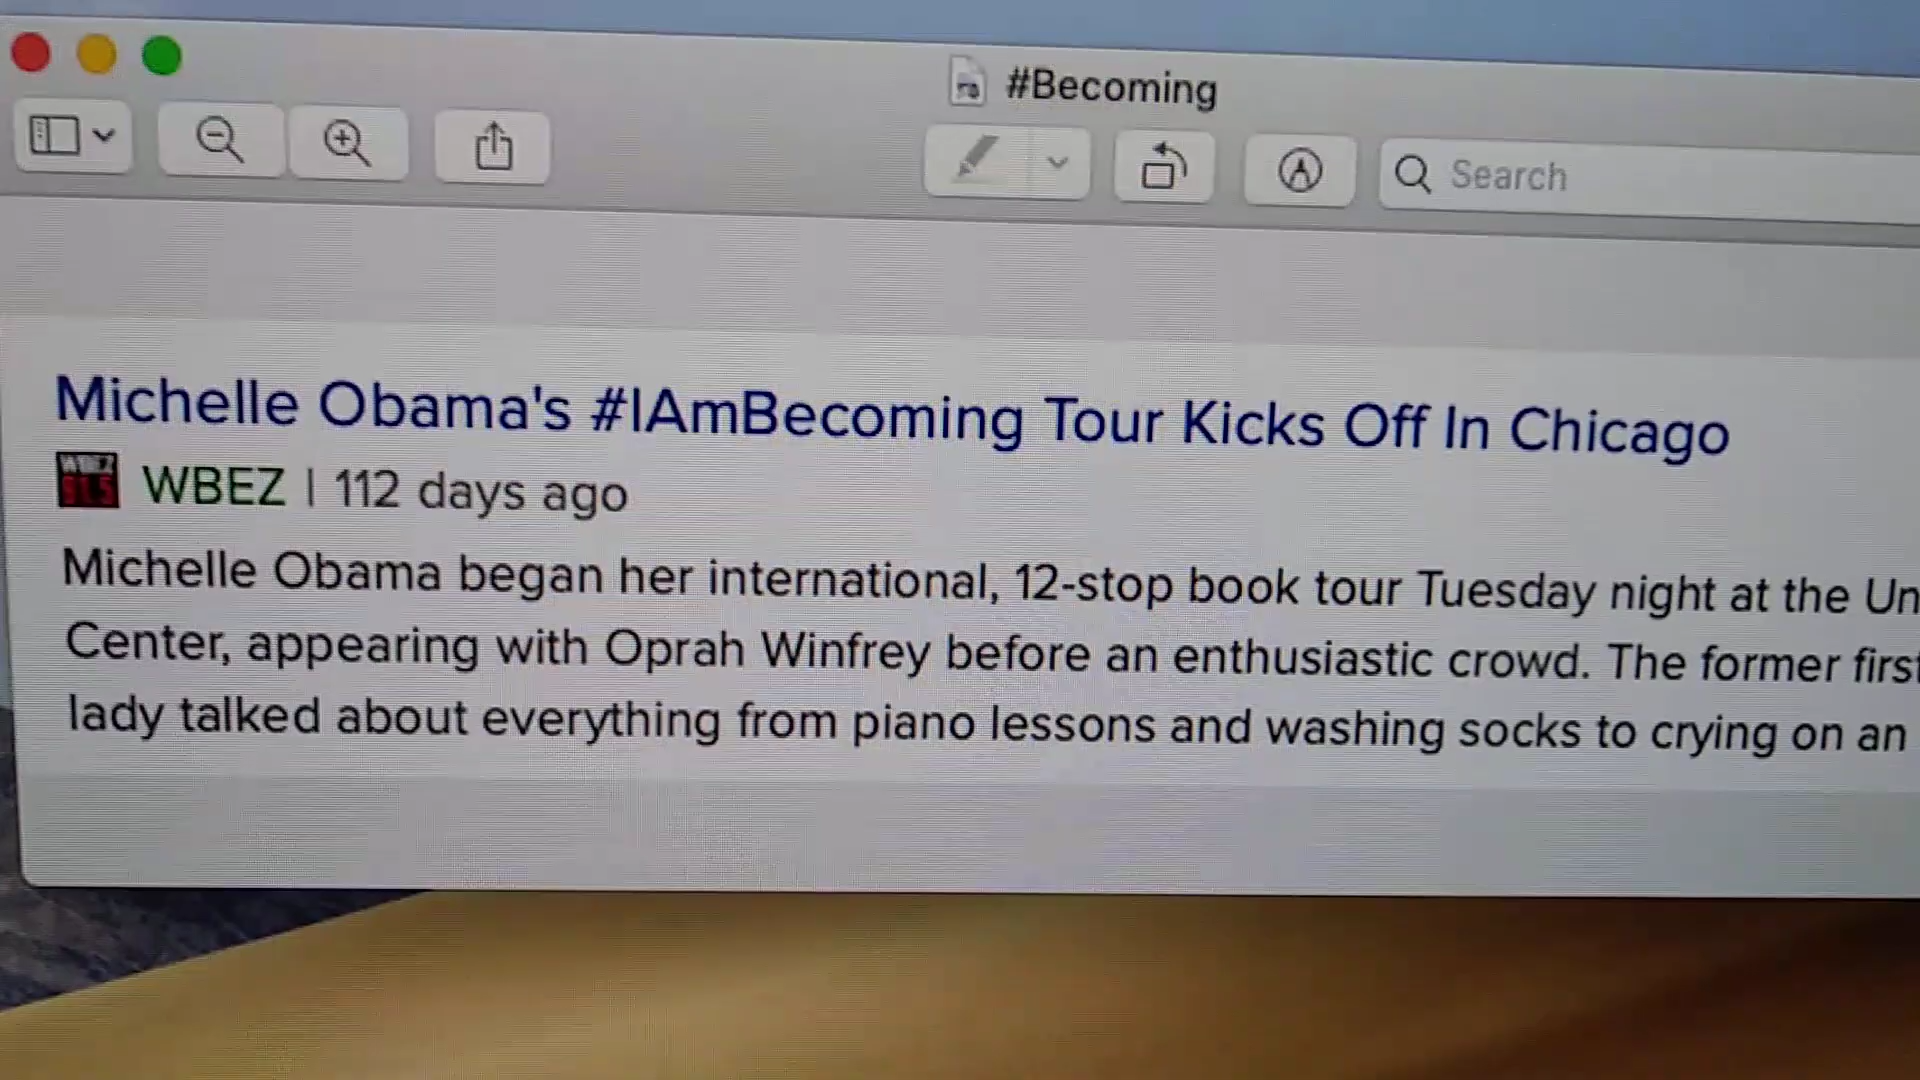 #Becoming
Search
Michelle Obama's #IAmBecoming Tour Kicks Off In Chicago
WBEZ | 112 days ago
Michelle Obama began her international, 12-stop book tour Tuesday night at the Un
Center, appearing with Oprah Winfrey before an enthusiastic crowd. The former first
lady talked about everything from piano lessons and washing socks to crying on an